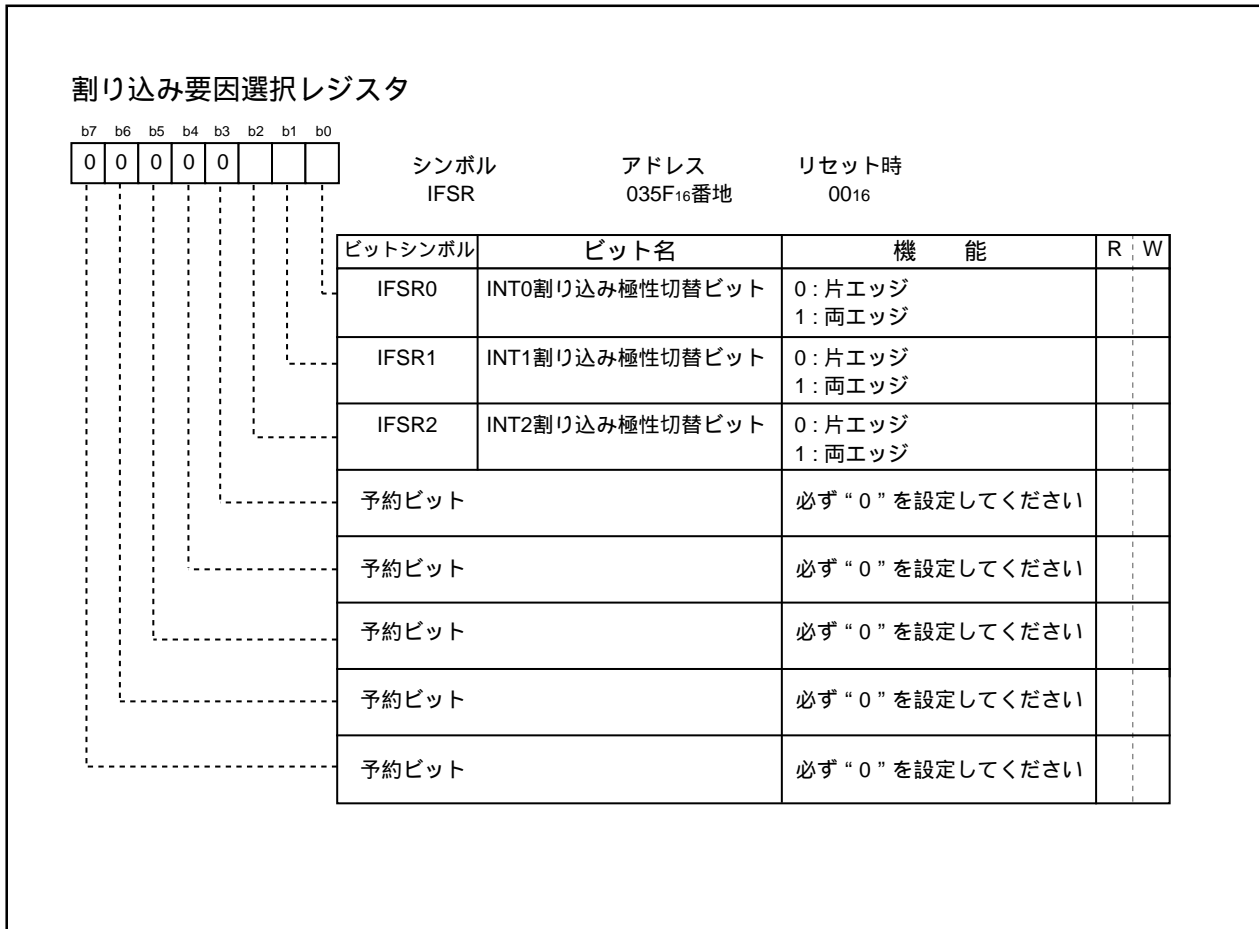 割り込み要因選択レジスタ
b7 b6 b5 b4 b3 b2 b1 b0
0 0 0 0 0
シンボル アドレス リセット時
IFSR 035F16番地 0016
ビットシンボル ビット名 機 能 R W
IFSR0 INT0割り込み極性切替ビット 0 : 片エッジ
1 : 両エッジ
IFSR1 INT1割り込み極性切替ビット 0 : 片エッジ
1 : 両エッジ
IFSR2 INT2割り込み極性切替ビット 0 : 片エッジ
1 : 両エッジ
予約ビット 必ず “ 0 ” を設定してください
予約ビット 必ず “ 0 ” を設定してください
予約ビット 必ず “ 0 ” を設定してください
予約ビット 必ず “ 0 ” を設定してください
予約ビット 必ず “ 0 ” を設定してください